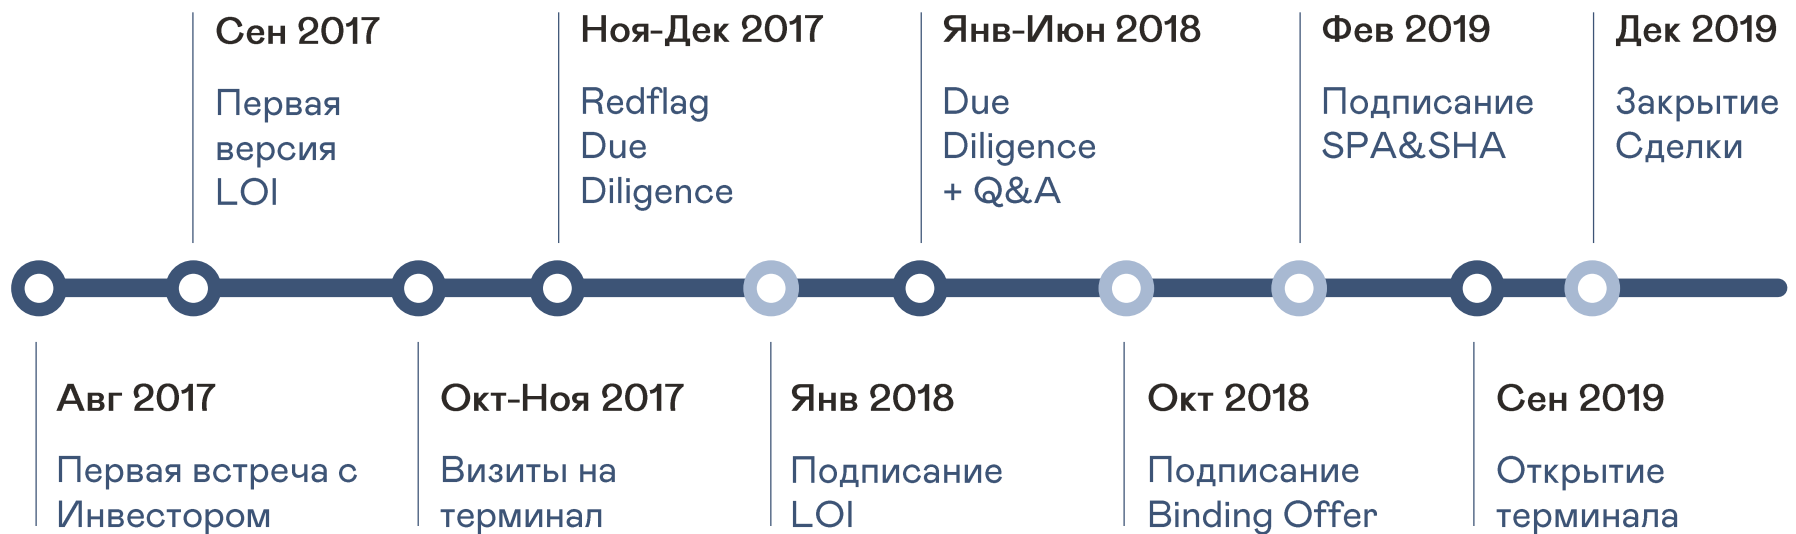 Сен 2017
Первая
версия
LOI
Ноя-Дек 2017
Redflag
Due
Diligence
Янв-Июн 2018
Due
Diligence
+ Q&A
Фев 2019
Подписание
SPA&SHA
Дек 2019
Закрытие
Сделки
Авг 2017
Первая встреча с
Инвестором
Окт-Ноя 2017
Визиты на
терминал
Янв 2018
Подписание
LOI
Окт 2018
Подписание
Binding Offer
Сен 2019
Открытие
терминала